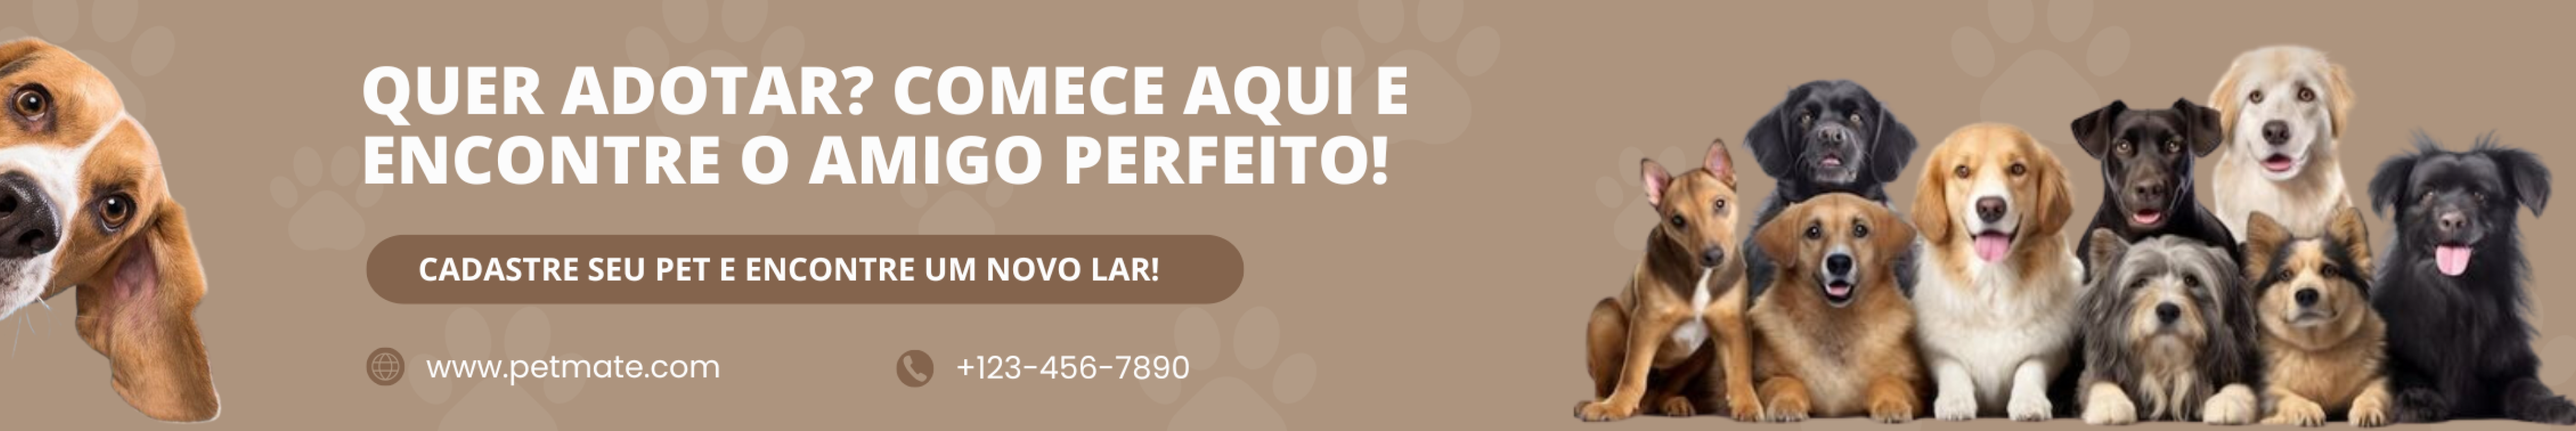 QUER ADOTAR? COMECE AQUI E
ENCONTRE O AMIGO PERFEITO!
CADASTRE SEU PET E ENCONTRE UM NOVO LAR!
www.petmate.com
+123-456-7890